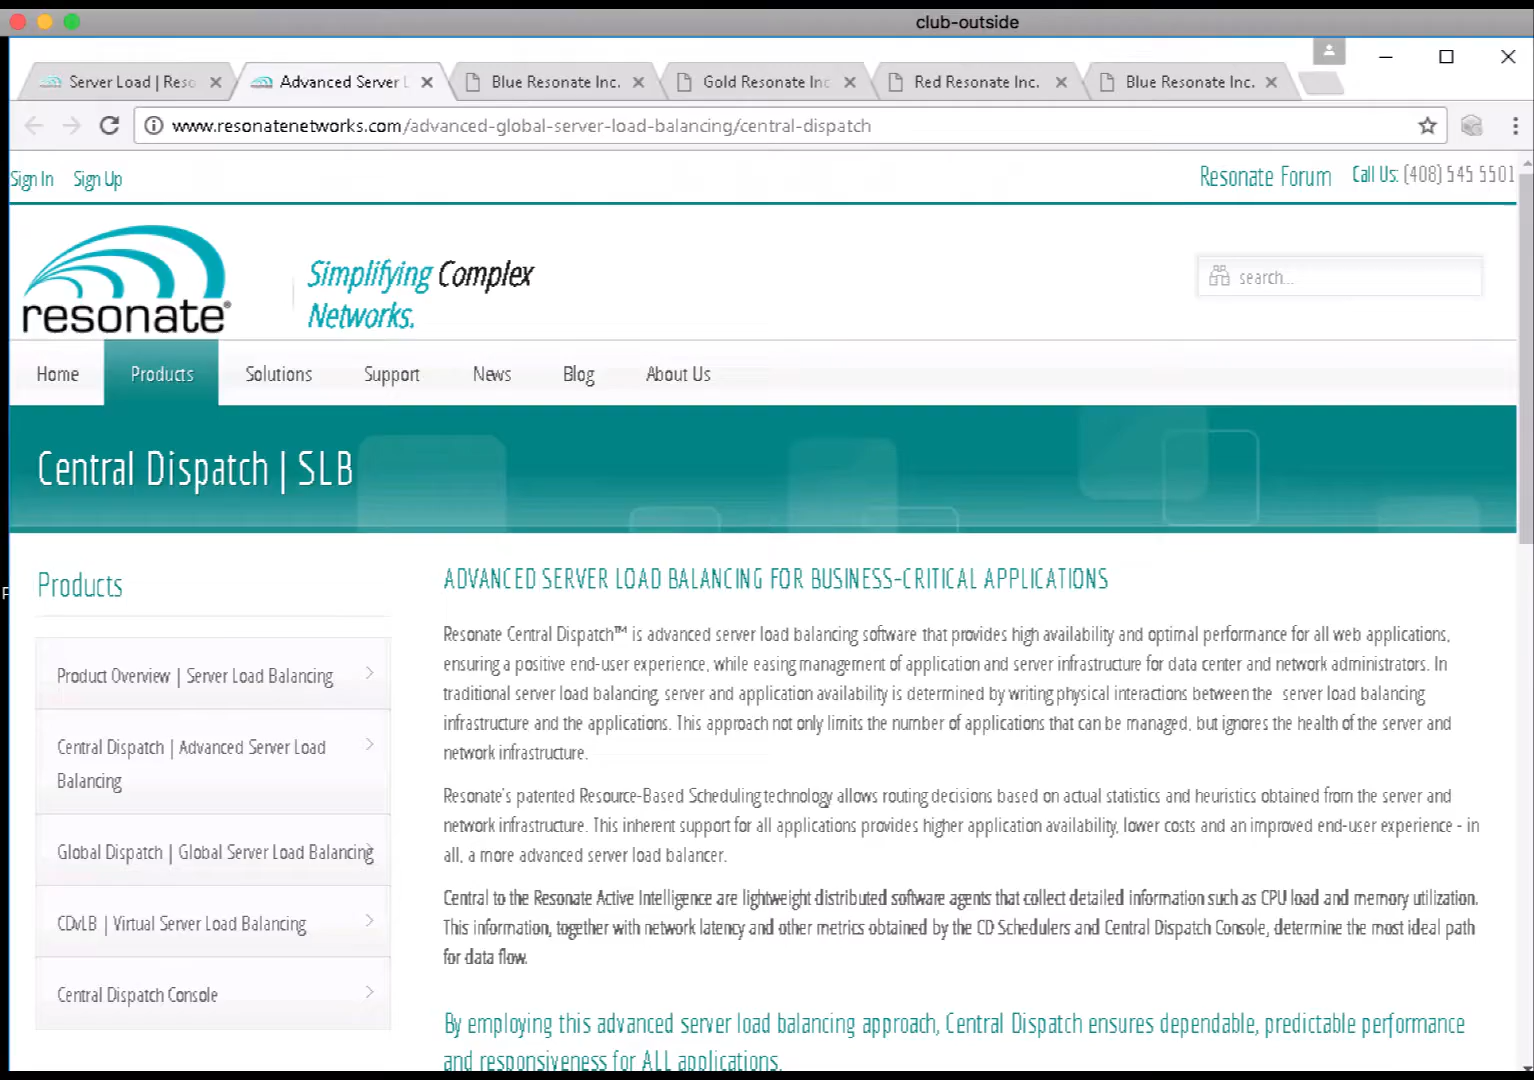 club-outside
Server Load | Reso
Advanced Server L
Blue Resonate Inc.
Gold Resonate Inc
Red Resonate Inc.
Blue Resonate Inc.
www.resonatenetworks.com/advanced-global-server-load-balancing/central-dispatch
Sign In Sign Up
Resonate Forum Call Us: (408) 545 5501
resonate®
Simplifying Complex
Networks.
search...
Home Products Solutions Support News Blog About Us
Central Dispatch | SLB
Products
Product Overview | Server Load Balancing
Central Dispatch | Advanced Server Load
Balancing
Global Dispatch | Global Server Load Balancing
CDvLB | Virtual Server Load Balancing
Central Dispatch Console
ADVANCED SERVER LOAD BALANCING FOR BUSINESS-CRITICAL APPLICATIONS
Resonate Central Dispatch™ is advanced server load balancing software that provides high availability and optimal performance for all web applications,
ensuring a positive end-user experience, while easing management of application and server infrastructure for data center and network administrators. In
traditional server load balancing, server and application availability is determined by writing physical interactions between the server load balancing
infrastructure and the applications. This approach not only limits the number of applications that can be managed, but ignores the health of the server and
network infrastructure.
Resonate's patented Resource-Based Scheduling technology allows routing decisions based on actual statistics and heuristics obtained from the server and
network infrastructure. This inherent support for all applications provides higher application availability, lower costs and an improved end-user experience - in
all, a more advanced server load balancer.
Central to the Resonate Active Intelligence are lightweight distributed software agents that collect detailed information such as CPU load and memory utilization.
This information, together with network latency and other metrics obtained by the CD Schedulers and Central Dispatch Console, determine the most ideal path
for data flow.
By employing this advanced server load balancing approach, Central Dispatch ensures dependable, predictable performance
and responsiveness for ALL applications.